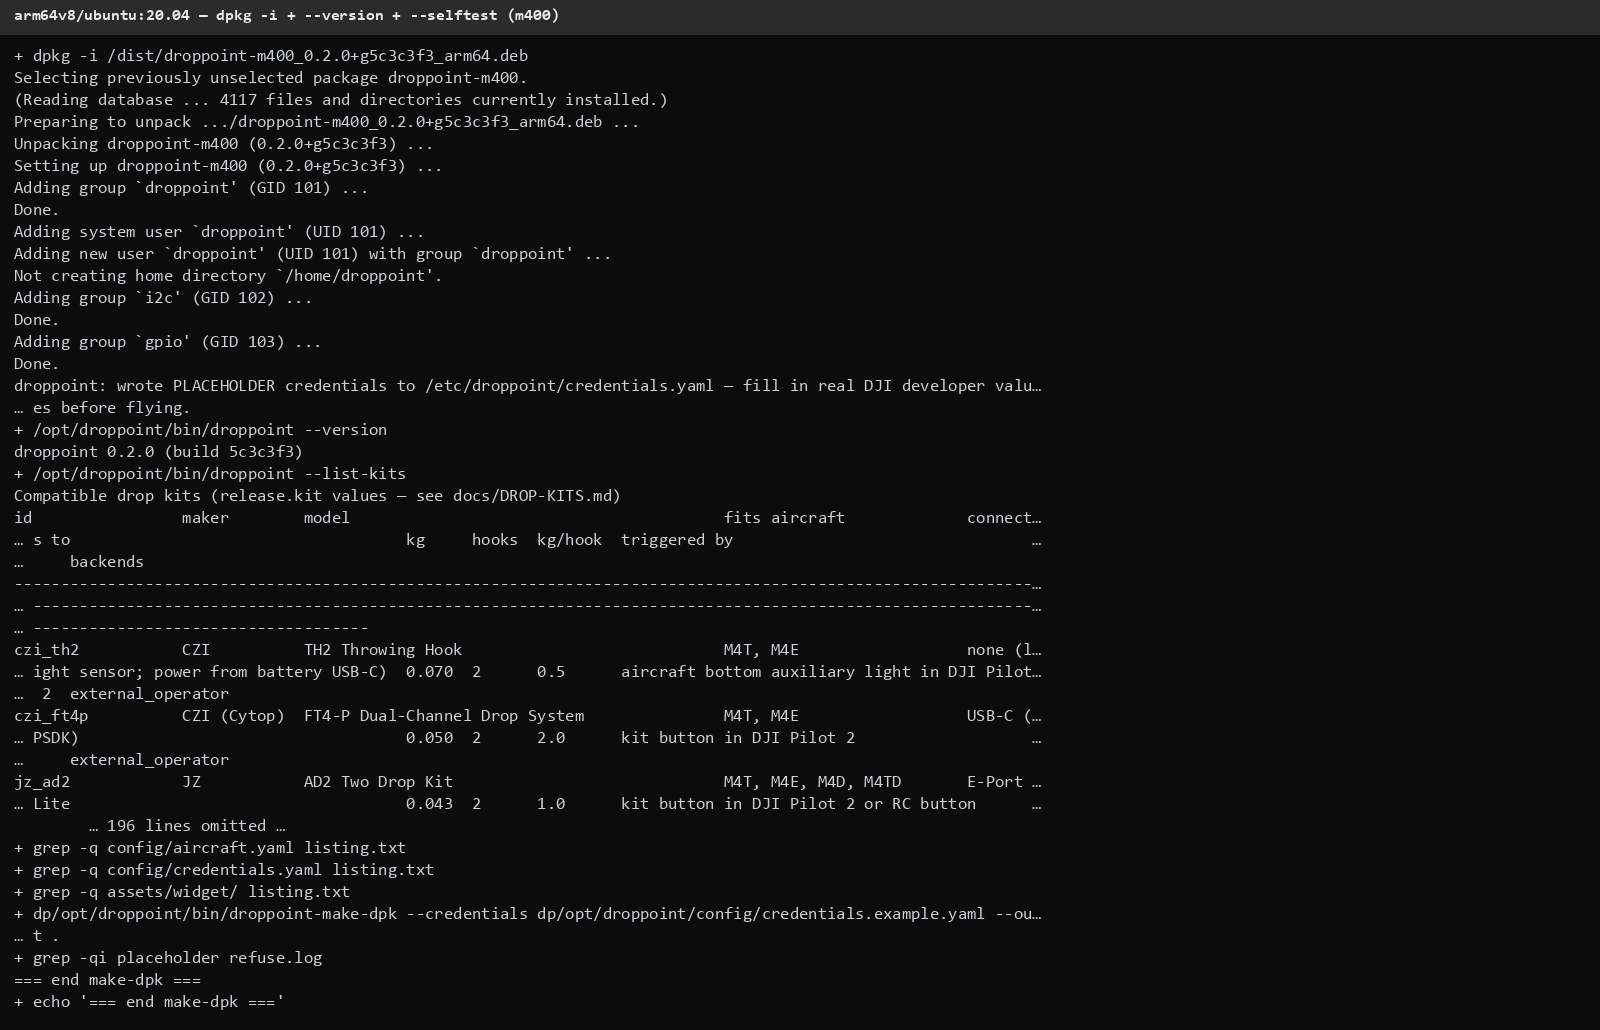 arm64v8/ubuntu:20.04 — dpkg -i + --version + --selftest (m400)
+ dpkg -i /dist/droppoint-m400_0.2.0+g5c3c3f3_arm64.deb
Selecting previously unselected package droppoint-m400.
(Reading database ... 4117 files and directories currently installed.)
Preparing to unpack .../droppoint-m400_0.2.0+g5c3c3f3_arm64.deb ...
Unpacking droppoint-m400 (0.2.0+g5c3c3f3) ...
Setting up droppoint-m400 (0.2.0+g5c3c3f3) ...
Adding group `droppoint' (GID 101) ...
Done.
Adding system user `droppoint' (UID 101) ...
Adding new user `droppoint' (UID 101) with group `droppoint' ...
Not creating home directory `/home/droppoint'.
Adding group `i2c' (GID 102) ...
Done.
Adding group `gpio' (GID 103) ...
Done.
droppoint: wrote PLACEHOLDER credentials to /etc/droppoint/credentials.yaml — fill in real DJI developer valu…
… es before flying.
+ /opt/droppoint/bin/droppoint --version
droppoint 0.2.0 (build 5c3c3f3)
+ /opt/droppoint/bin/droppoint --list-kits
Compatible drop kits (release.kit values — see docs/DROP-KITS.md)
id                maker        model                                        fits aircraft             connect…
… s to                                    kg     hooks  kg/hook  triggered by                                …
…     backends
-------------------------------------------------------------------------------------------------------------…
… -----------------------------------------------------------------------------------------------------------…
… ------------------------------------
czi_th2           CZI          TH2 Throwing Hook                            M4T, M4E                  none (l…
… ight sensor; power from battery USB-C)  0.070  2      0.5      aircraft bottom auxiliary light in DJI Pilot…
…  2  external_operator
czi_ft4p          CZI (Cytop)  FT4-P Dual-Channel Drop System               M4T, M4E                  USB-C (…
… PSDK)                                   0.050  2      2.0      kit button in DJI Pilot 2                   …
…     external_operator
jz_ad2            JZ           AD2 Two Drop Kit                             M4T, M4E, M4D, M4TD       E-Port …
… Lite                                    0.043  2      1.0      kit button in DJI Pilot 2 or RC button      …
        … 196 lines omitted …
+ grep -q config/aircraft.yaml listing.txt
+ grep -q config/credentials.yaml listing.txt
+ grep -q assets/widget/ listing.txt
+ dp/opt/droppoint/bin/droppoint-make-dpk --credentials dp/opt/droppoint/config/credentials.example.yaml --ou…
… t .
+ grep -qi placeholder refuse.log
=== end make-dpk ===
+ echo '=== end make-dpk ==='